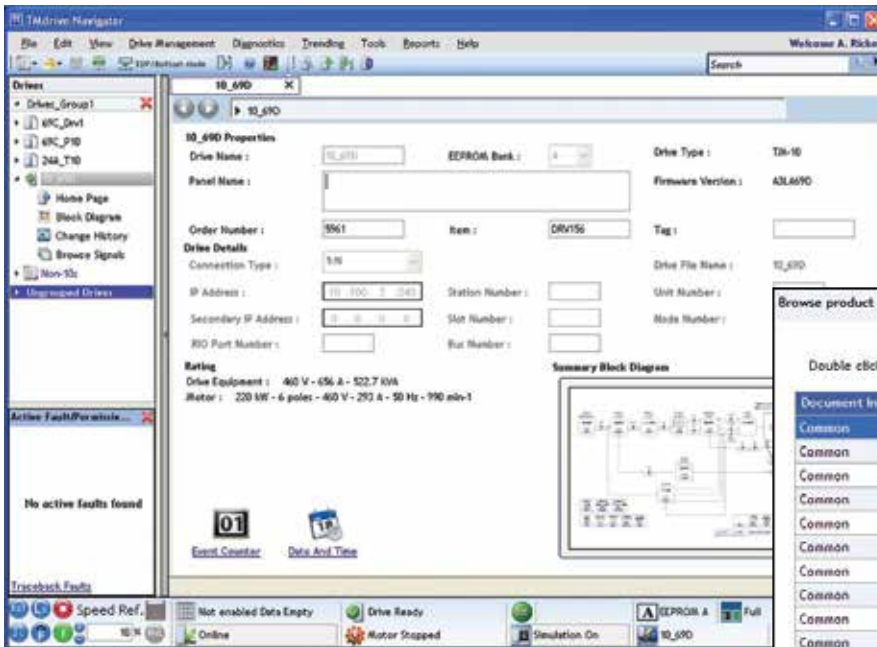 TMdrive Navigator
File Edit View Drive Management Diagnostics Trending Tools Reports Help
Welcome A. Ricke
Search
Drives
10_69D
Drives_Group1
69C_Drv1
10_69D
69C_P10
24A_T10
10_69D Properties
Drive Name :
10_69D
EEPROM Bank :
A
Drive Type :
TM-10
Home Page
Panel Name :
Firmware Version :
A3LA69D
Block Diagram
Change History
Order Number :
9961
Item :
DRV156
Tag :
Browse Signals
Drive Details
Non-10s
Connection Type :
Drive File Name :
10_69D
Ungrouped Drives
IP Address :
Station Number :
Unit Number :
Secondary IP Address :
Slot Number :
Node Number :
RIO Port Number :
Bus Number :
Rating
Summary Block Diagram
Drive Equipment : 460 V - 656 A - 522.7 KVA
Motor : 220 kW - 6 poles - 460 V - 293 A - 50 Hz - 990 min-1
Active Fault/Permissive...
No active faults found
01
18
Event Counter
Date And Time
Traceback Faults
Browse product
Double click
Document In
Common
Common
Common
Common
Common
Common
Common
Common
Common
Common
Speed Ref.
Not enabled Data Empty
Drive Ready
EEPROM A
Full
Online
Motor Stopped
Simulation On
10_69D